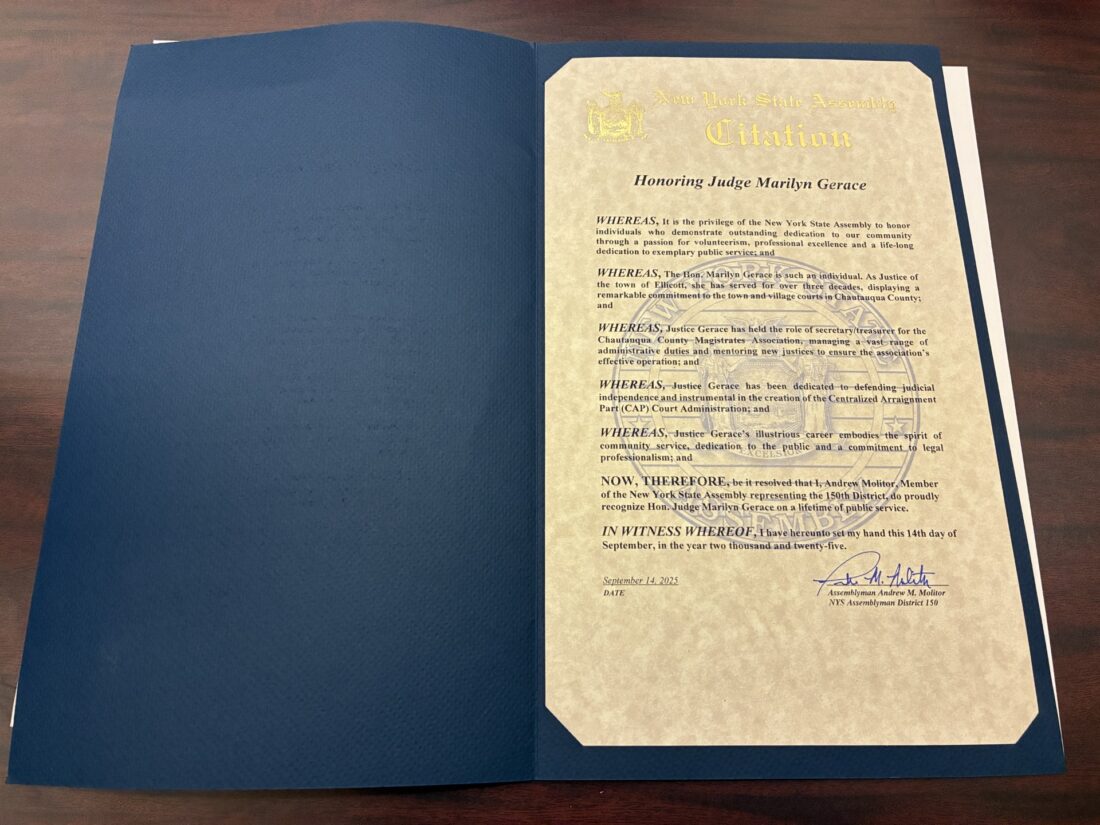 New York State Assembly
Citation
Honoring Judge Marilyn Gerace
WHEREAS, It is the privilege of the New York State Assembly to honor
individuals who demonstrate outstanding dedication to our community
through a passion for volunteerism, professional excellence and a life-long
dedication to exemplary public service; and
WHEREAS, The Hon. Marilyn Gerace is such an individual. As Justice of
the town of Ellicott, she has served for over three decades, displaying a
remarkable commitment to the town and village courts in Chautauqua County;
and
WHEREAS, Justice Gerace has held the role of secretary/treasurer for the
Chautauqua County Magistrates Association, managing a vast range of
administrative duties and mentoring new justices to ensure the association's
effective operation; and
WHEREAS, Justice Gerace has been dedicated to defending judicial
independence and instrumental in the creation of the Centralized Arraignment
Part (CAP) Court Administration; and
WHEREAS, Justice Gerace's illustrious career embodies the spirit of
community service, dedication to the public and a commitment to legal
professionalism; and
NOW, THEREFORE, be it resolved that I, Andrew Molitor, Member
of the New York State Assembly representing the 150th District, do proudly
recognize Hon. Judge Marilyn Gerace on a lifetime of public service.
IN WITNESS WHEREOF, I have hereunto set my hand this 14th day of
September, in the year two thousand and twenty-five.
September 14, 2025
DATE
Assemblyman Andrew M. Molitor
NYS Assemblyman District 150
NEW YORK STATE
EXCELSIOR
ASSEMBLY